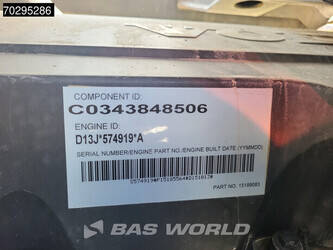 70295286
COMPONENT ID:
C0343848506
ENGINE ID:
D13J*574919*A
SERIAL NUMBER/ENGINE PART NO./ENGINE BUILT DATE (YYMMDD)
BAS WORLD